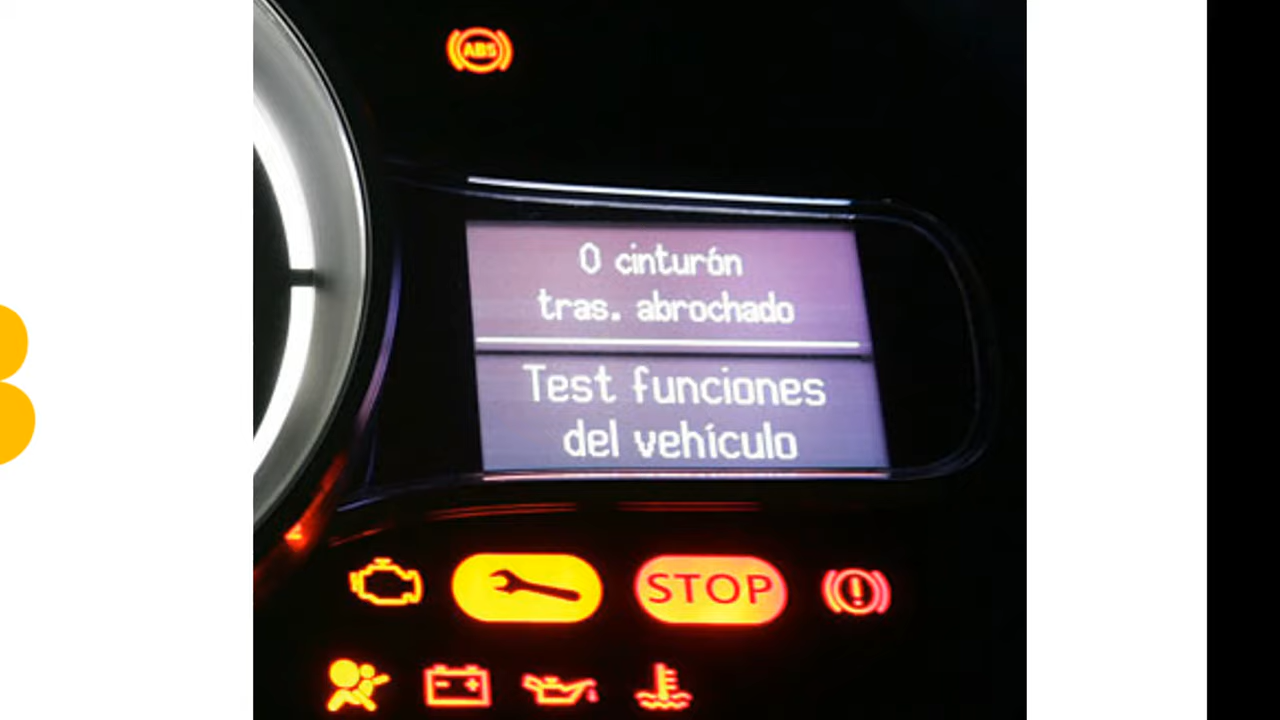 ABS
0 cinturón
tras. abrochado
Test funciones
del vehículo
STOP